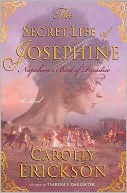 The
SECRET LIFE of
JOSEPHINE
Napoleon's Bird of Paradise
a novel
CAROLLY
ERICKSON
TSARINA'S DAUGHTER